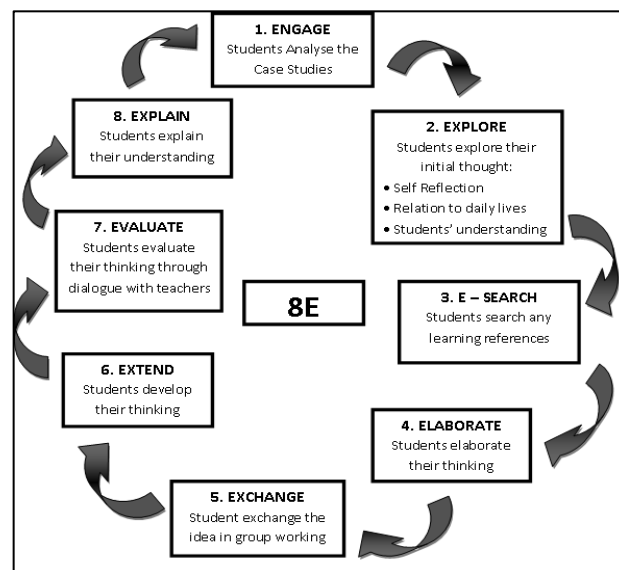 1. ENGAGE
Students Analyse the
Case Studies
2. EXPLORE
Students explore their
initial thought:
• Self Reflection
• Relation to daily lives
• Students' understanding
3. E – SEARCH
Students search any
learning references
4. ELABORATE
Students elaborate
their thinking
5. EXCHANGE
Student exchange the
idea in group working
6. EXTEND
Students develop
their thinking
7. EVALUATE
Students evaluate
their thinking through
dialogue with teachers
8. EXPLAIN
Students explain
their understanding
8E